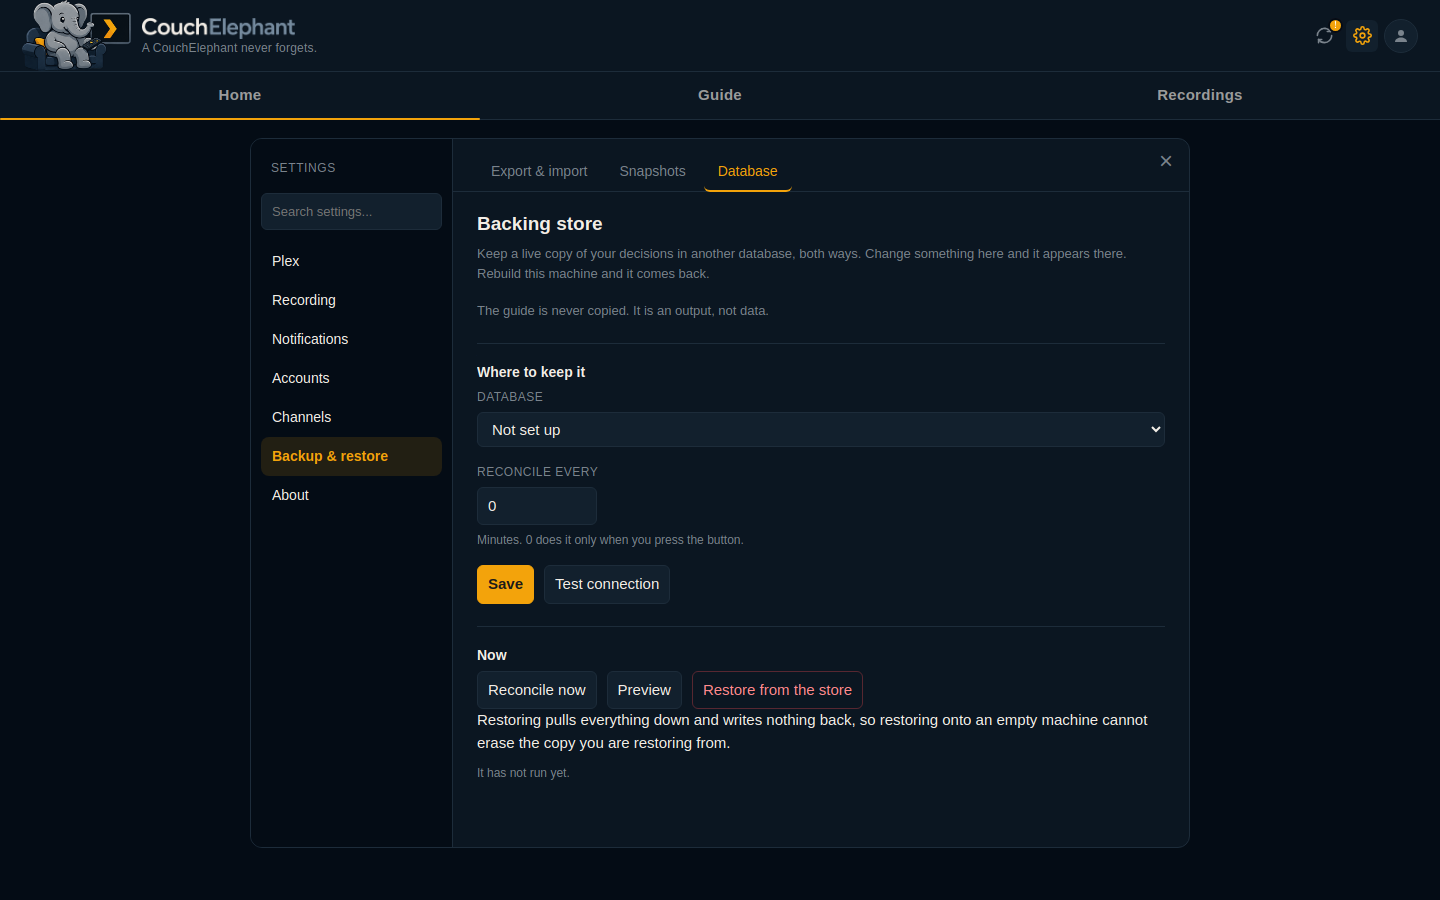 CouchElephant
A CouchElephant never forgets.
!
Home
Guide
Recordings
SETTINGS
Search settings...
Plex
Recording
Notifications
Accounts
Channels
Backup & restore
About
Export & import
Snapshots
Database
×
Backing store
Keep a live copy of your decisions in another database, both ways. Change something here and it appears there.
Rebuild this machine and it comes back.
The guide is never copied. It is an output, not data.
Where to keep it
DATABASE
Not set up
RECONCILE EVERY
0
Minutes. 0 does it only when you press the button.
Save
Test connection
Now
Reconcile now
Preview
Restore from the store
Restoring pulls everything down and writes nothing back, so restoring onto an empty machine cannot
erase the copy you are restoring from.
It has not run yet.